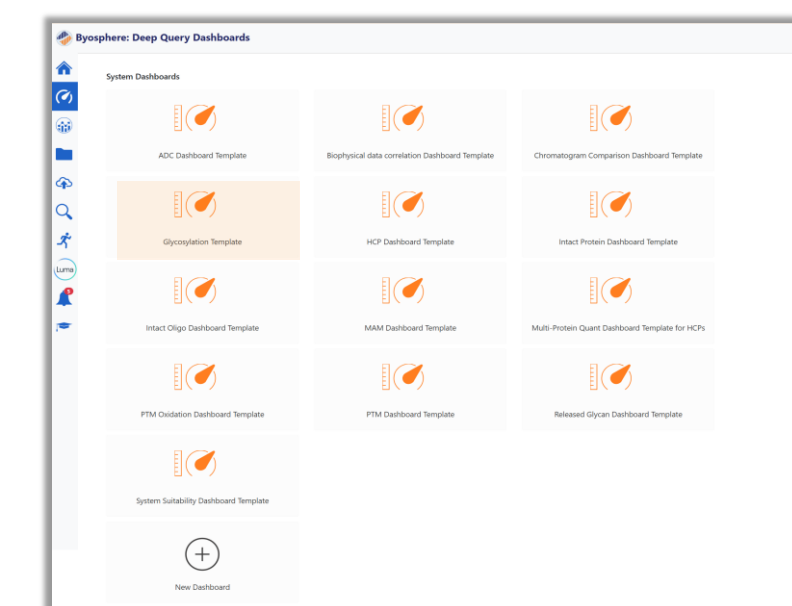 Byosphere: Deep Query Dashboards
System Dashboards
ADC Dashboard Template
Biophysical data correlation Dashboard Template
Chromatogram Comparison Dashboard Template
Glycosylation Template
HCP Dashboard Template
Intact Protein Dashboard Template
Luma
Intact Oligo Dashboard Template
MAM Dashboard Template
Multi-Protein Quant Dashboard Template for HCPs
PTM Oxidation Dashboard Template
PTM Dashboard Template
Released Glycan Dashboard Template
System Suitability Dashboard Template
New Dashboard